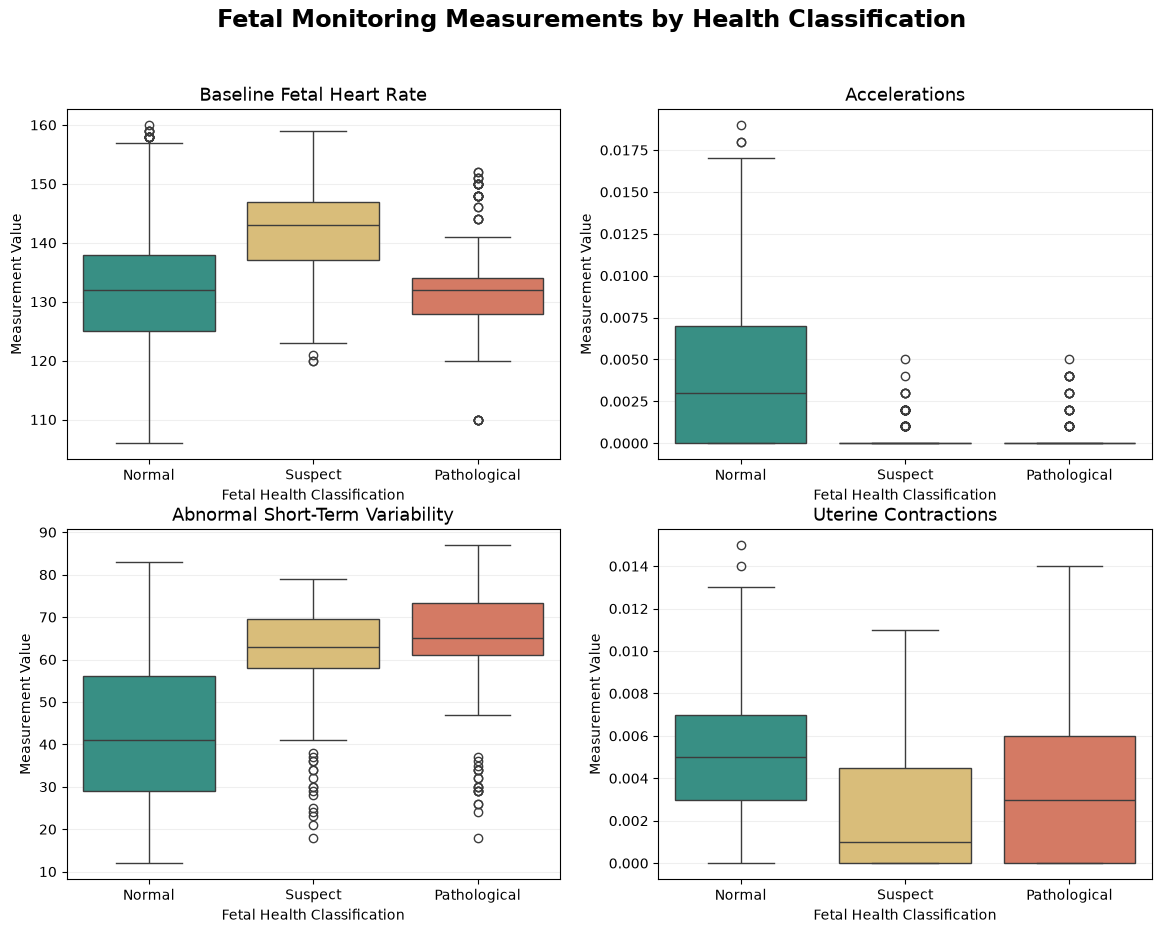 Fetal Monitoring Measurements by Health Classification
Baseline Fetal Heart Rate
Measurement Value
160
150
140
130
120
110
Normal Suspect Pathological
Fetal Health Classification
Accelerations
Measurement Value
0.0175
0.0150
0.0125
0.0100
0.0075
0.0050
0.0025
0.0000
Normal Suspect Pathological
Fetal Health Classification
Abnormal Short-Term Variability
Measurement Value
90
80
70
60
50
40
30
20
10
Normal Suspect Pathological
Fetal Health Classification
Uterine Contractions
Measurement Value
0.014
0.012
0.010
0.008
0.006
0.004
0.002
0.000
Normal Suspect Pathological
Fetal Health Classification